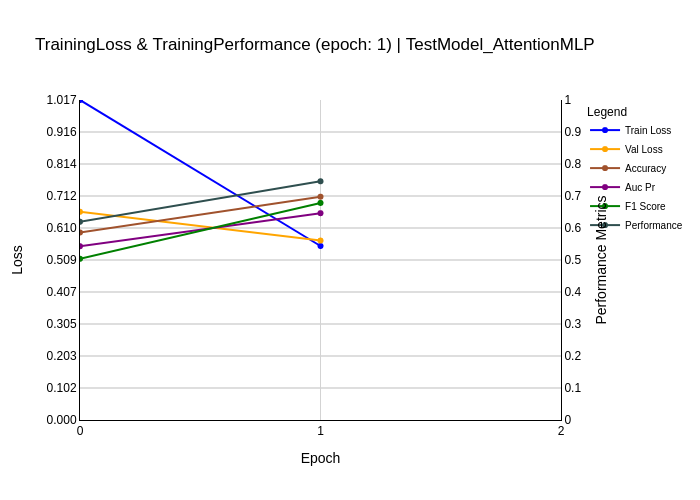 TrainingLoss & TrainingPerformance (epoch: 1) | TestModel_AttentionMLP
1.017
0.916
0.814
0.712
0.610
0.509
0.407
0.305
0.203
0.102
0.000
Loss
0
1
2
Epoch
1
0.9
0.8
0.7
0.6
0.5
0.4
0.3
0.2
0.1
0
Performance Metrics
Legend
Train Loss
Val Loss
Accuracy
Auc Pr
F1 Score
Performance